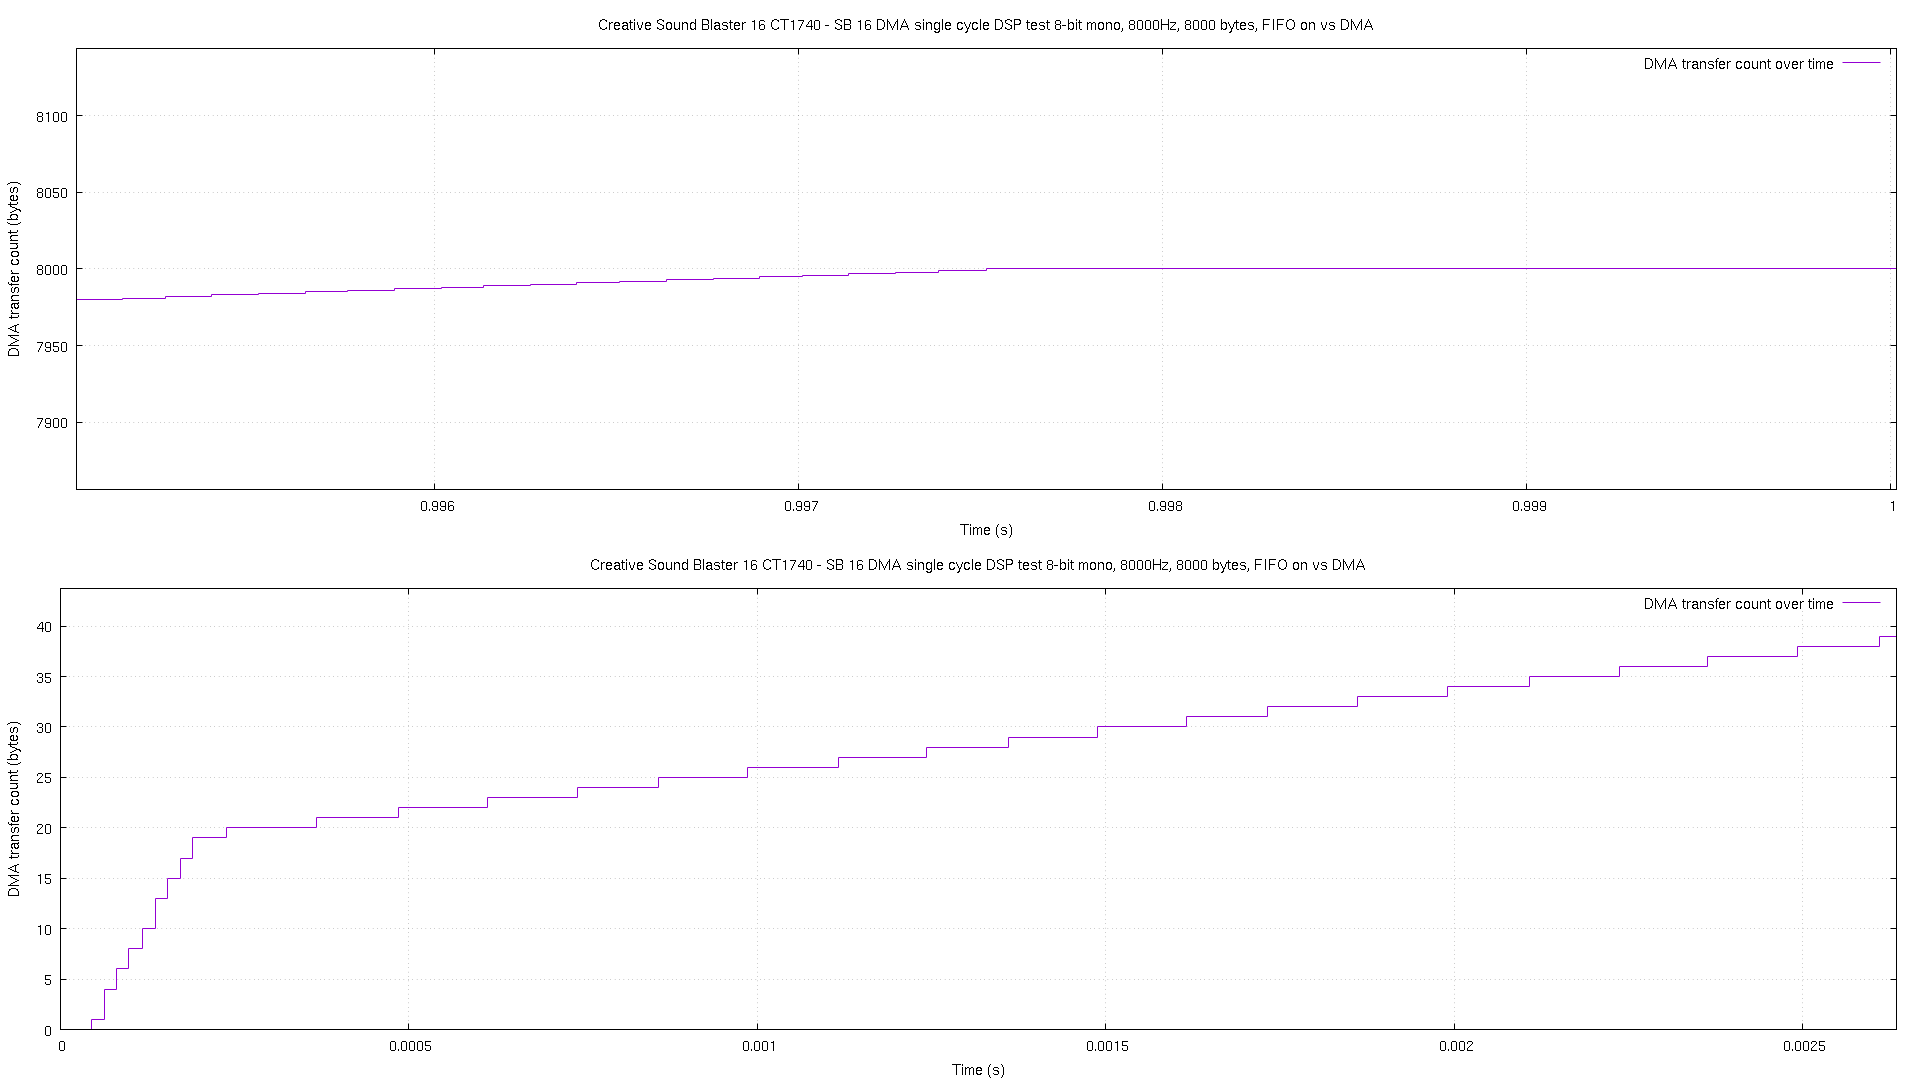 Creative Sound Blaster 16 CT1740 - SB 16 DMA single cycle DSP test 8-bit mono, 8000Hz, 8000 bytes, FIFO on vs DMA
DMA transfer count over time
8100
8050
8000
7950
7900
DMA transfer count (bytes)
0.996 0.997 0.998 0.999 1
Time (s)
Creative Sound Blaster 16 CT1740 - SB 16 DMA single cycle DSP test 8-bit mono, 8000Hz, 8000 bytes, FIFO on vs DMA
DMA transfer count over time
40
35
30
25
20
15
10
5
0
DMA transfer count (bytes)
0 0.0005 0.001 0.0015 0.002 0.0025
Time (s)